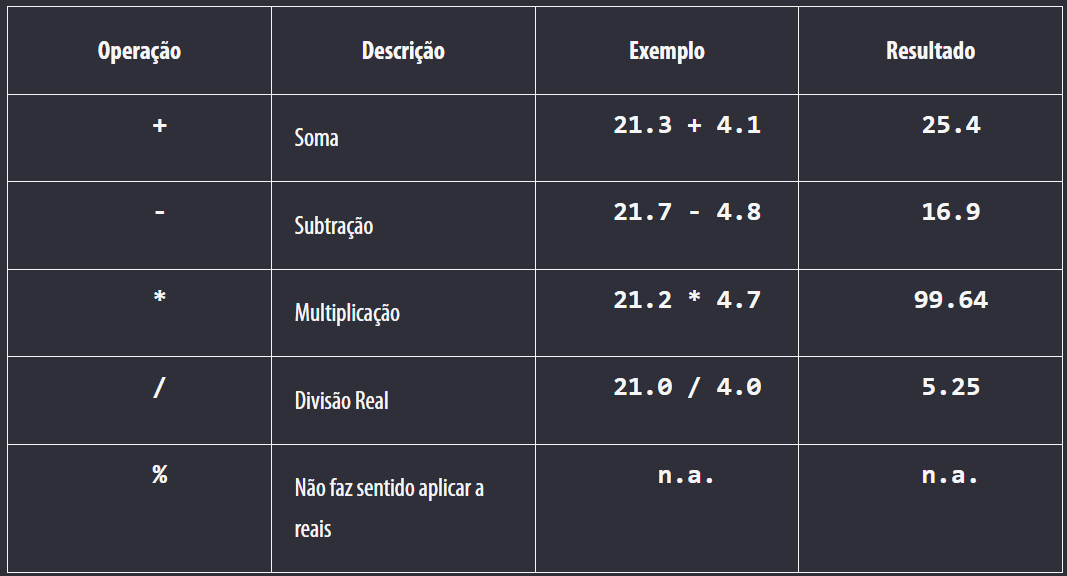 Operação Descrição Exemplo Resultado
+ Soma 21.3 + 4.1 25.4
- Subtração 21.7 - 4.8 16.9
* Multiplicação 21.2 * 4.7 99.64
/ Divisão Real 21.0 / 4.0 5.25
% Não faz sentido aplicar a n.a. n.a.
reais